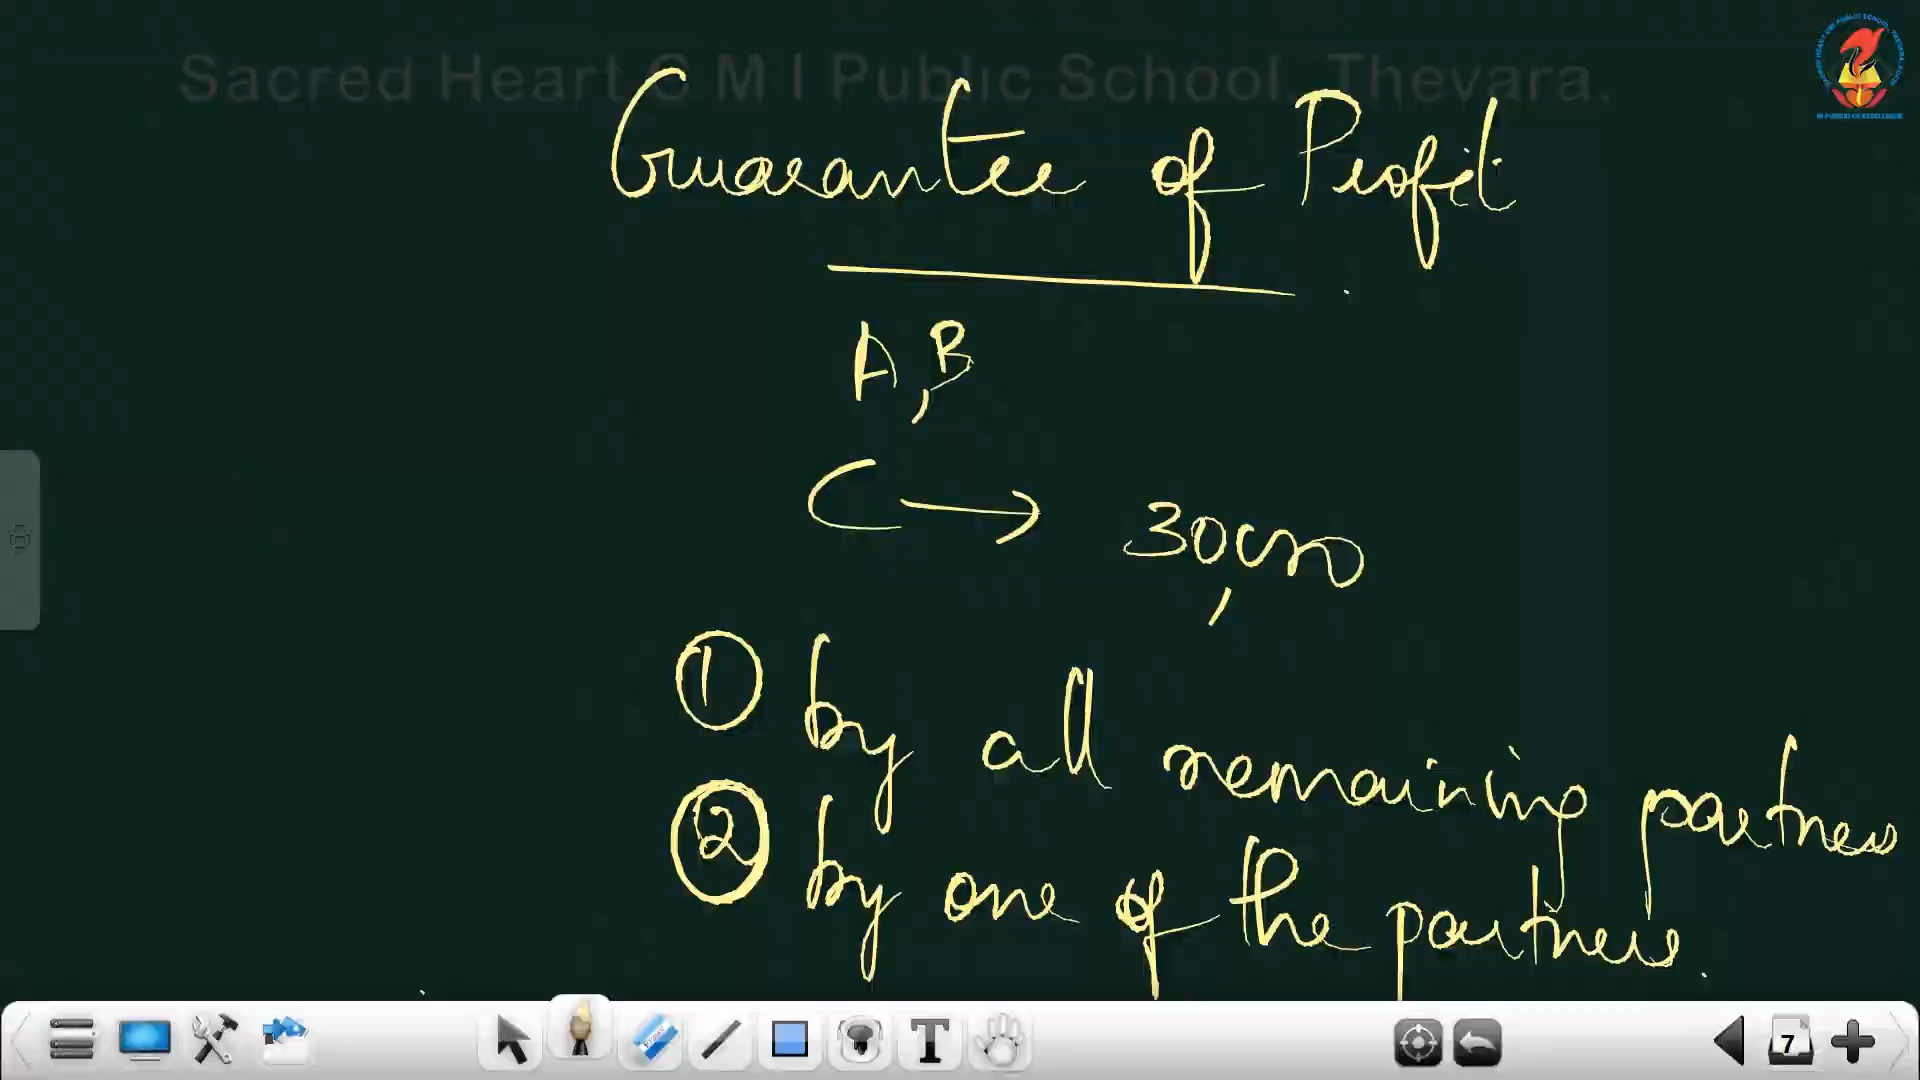 Sacred Heart C M I Public School, Thevara.
Guarantee of Profit
A, B
C → 30,000
① by all remaining partners
② by one of the partners.
T
7